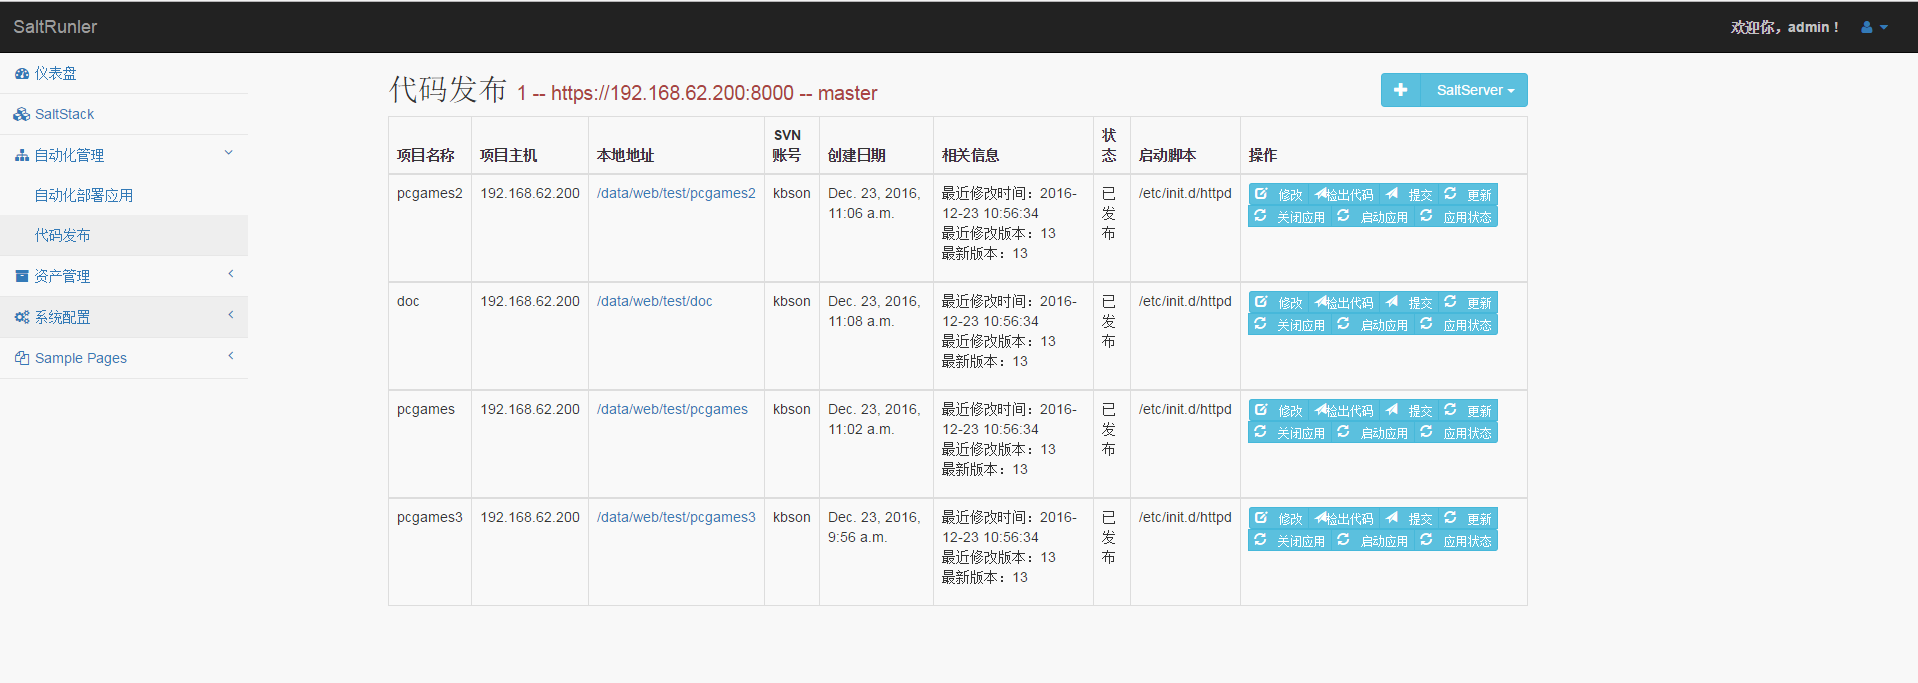 SaltRunler
欢迎你，admin！
仪表盘
SaltStack
自动化管理
自动化部署应用
代码发布
资产管理
系统配置
Sample Pages
代码发布 1 -- https://192.168.62.200:8000 -- master
SaltServer
项目名称 项目主机 本地地址 SVN账号 创建日期 相关信息 状态 启动脚本 操作
pcgames2 192.168.62.200 /data/web/test/pcgames2 kbson Dec. 23, 2016, 最近修改时间：2016- 已 /etc/init.d/httpd 修改 检出代码 提交 更新
11:06 a.m. 12-23 10:56:34 发 关闭应用 启动应用 应用状态
最近修改版本：13 布
最新版本：13
doc 192.168.62.200 /data/web/test/doc kbson Dec. 23, 2016, 最近修改时间：2016- 已 /etc/init.d/httpd 修改 检出代码 提交 更新
11:08 a.m. 12-23 10:56:34 发 关闭应用 启动应用 应用状态
最近修改版本：13 布
最新版本：13
pcgames 192.168.62.200 /data/web/test/pcgames kbson Dec. 23, 2016, 最近修改时间：2016- 已 /etc/init.d/httpd 修改 检出代码 提交 更新
11:02 a.m. 12-23 10:56:34 发 关闭应用 启动应用 应用状态
最近修改版本：13 布
最新版本：13
pcgames3 192.168.62.200 /data/web/test/pcgames3 kbson Dec. 23, 2016, 最近修改时间：2016- 已 /etc/init.d/httpd 修改 检出代码 提交 更新
9:56 a.m. 12-23 10:56:34 发 关闭应用 启动应用 应用状态
最近修改版本：13 布
最新版本：13